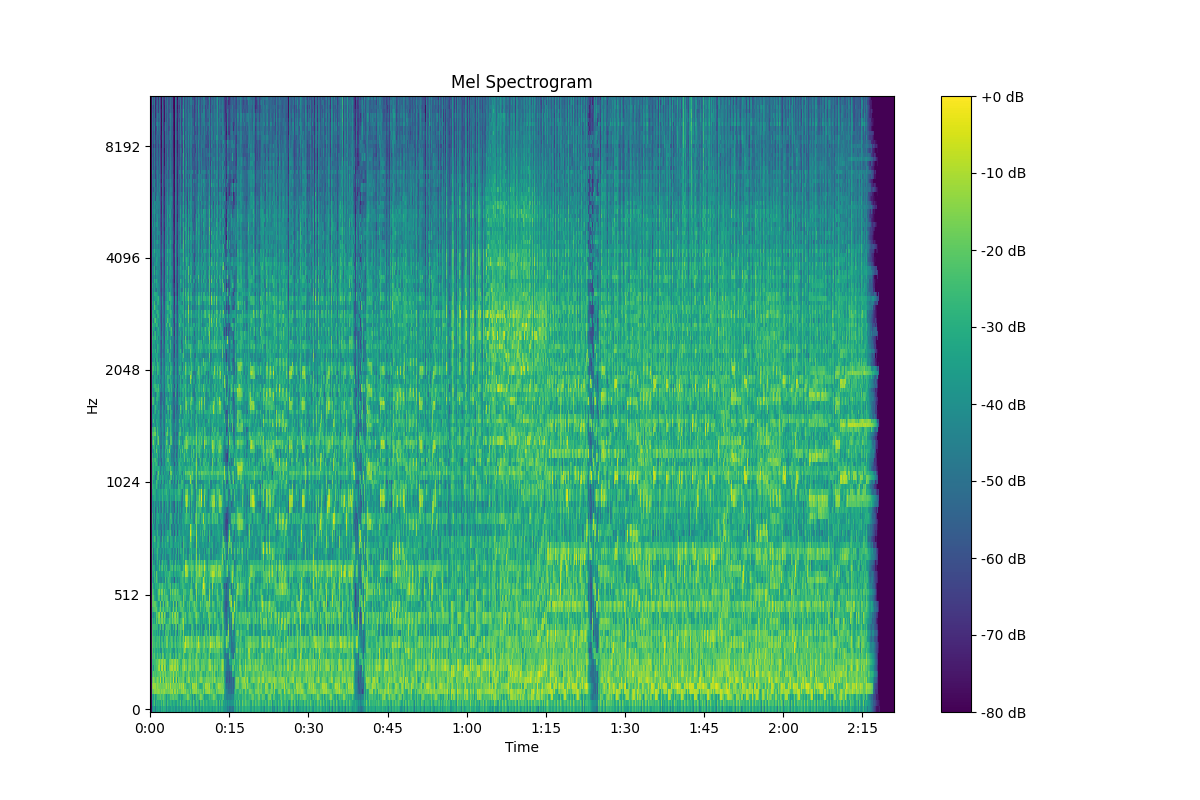 Mel Spectrogram
Hz
8192
4096
2048
1024
512
0
0:00 0:15 0:30 0:45 1:00 1:15 1:30 1:45 2:00 2:15
Time
+0 dB
-10 dB
-20 dB
-30 dB
-40 dB
-50 dB
-60 dB
-70 dB
-80 dB